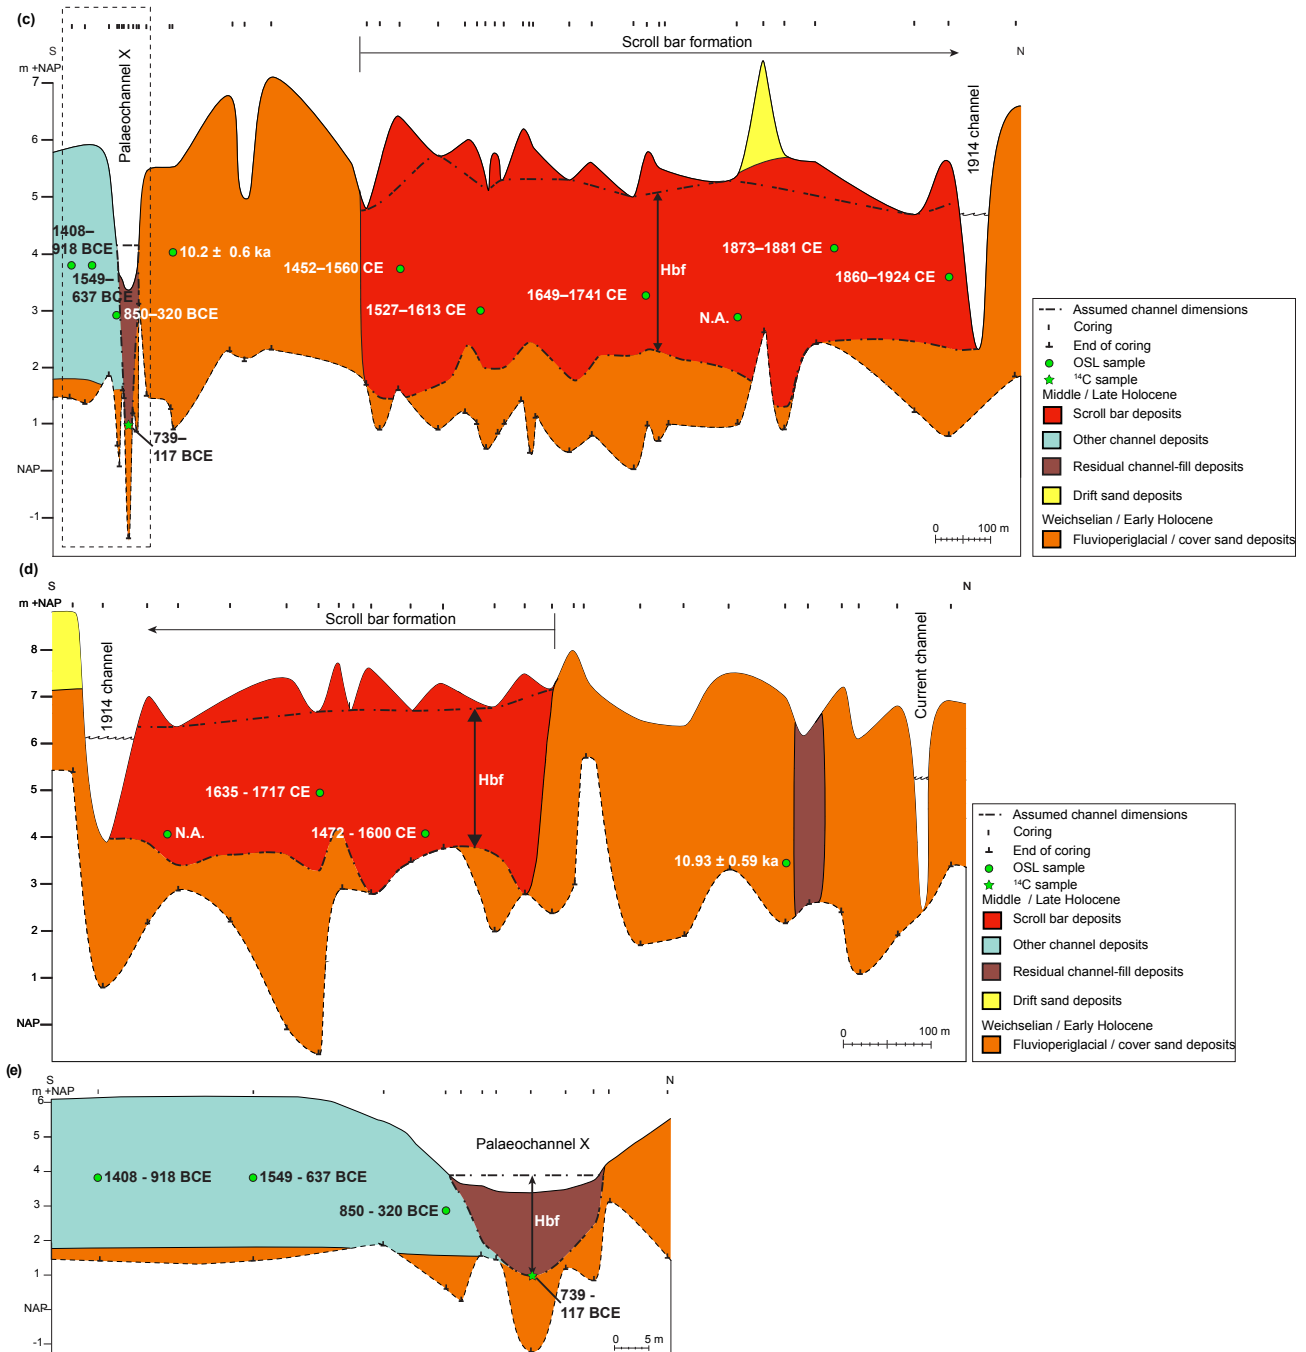 (c)
S
m +NAP
Palaeochannel X
Scroll bar formation
N
1914 channel
7
6
5
4
3
2
1
NAP
-1
1408–
918 BCE
1549–
637 BCE
850–320 BCE
739–
117 BCE
10.2 ± 0.6 ka
1452–1560 CE
1527–1613 CE
1649–1741 CE
Hbf
N.A.
1873–1881 CE
1860–1924 CE
0 100 m
Assumed channel dimensions
Coring
End of coring
OSL sample
14C sample
Middle / Late Holocene
Scroll bar deposits
Other channel deposits
Residual channel-fill deposits
Drift sand deposits
Weichselian / Early Holocene
Fluvioperiglacial / cover sand deposits
(d)
S
m +NAP
1914 channel
Scroll bar formation
N
Current channel
8
7
6
5
4
3
2
1
NAP
1635 - 1717 CE
N.A.
1472 - 1600 CE
Hbf
10.93 ± 0.59 ka
0 100 m
Assumed channel dimensions
Coring
End of coring
OSL sample
14C sample
Middle / Late Holocene
Scroll bar deposits
Other channel deposits
Residual channel-fill deposits
Drift sand deposits
Weichselian / Early Holocene
Fluvioperiglacial / cover sand deposits
(e)
S
m +NAP
N
6
5
4
3
2
1
NAP
-1
Palaeochannel X
1408 - 918 BCE
1549 - 637 BCE
850 - 320 BCE
Hbf
739 -
117 BCE
0 5 m